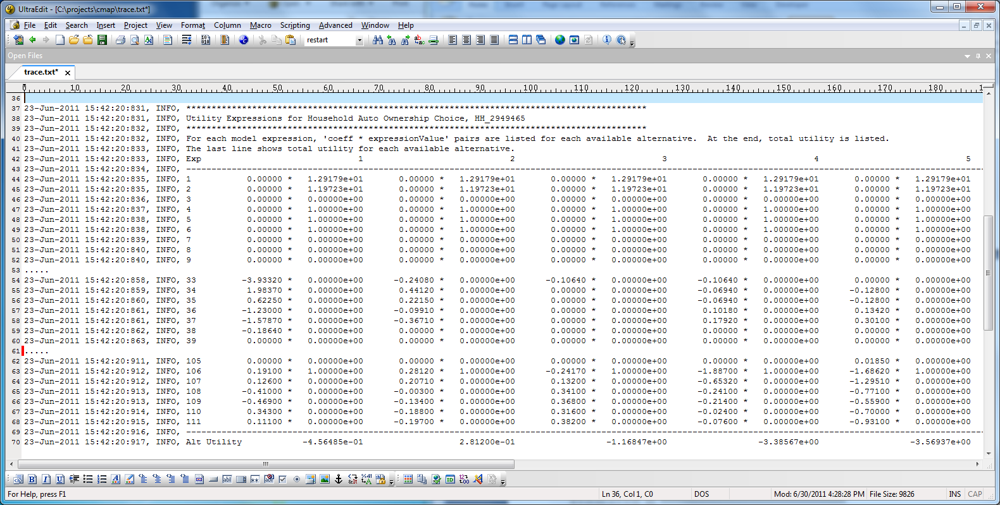 UltraEdit - [C:\projects\cmap\trace.txt*]
File Edit Search Insert Project View Format Column Macro Scripting Advanced Window Help
restart
Open Files
trace.txt*
0 10 20 30 40 50 60 70 80 90 100 110 120 130 140 150 160 170 180 1
36
37 23-Jun-2011 15:42:20:831, INFO, *******************************************************************************************
38 23-Jun-2011 15:42:20:831, INFO, Utility Expressions for Household Auto Ownership Choice, HH_2949465
39 23-Jun-2011 15:42:20:832, INFO, *******************************************************************************************
40 23-Jun-2011 15:42:20:832, INFO, For each model expression, 'coeff * expressionValue' pairs are listed for each available alternative.  At the end, total utility is listed.
41 23-Jun-2011 15:42:20:833, INFO, The last line shows total utility for each available alternative.
42 23-Jun-2011 15:42:20:833, INFO, Exp 1 2 3 4 5
43 23-Jun-2011 15:42:20:834, INFO, ------------------------------------------------------------------------------------------------------------------------------------------------------------
44 23-Jun-2011 15:42:20:835, INFO, 1 0.00000 * 1.29179e+01 0.00000 * 1.29179e+01 0.00000 * 1.29179e+01 0.00000 * 1.29179e+01 0.00000 * 1.29179e+01
45 23-Jun-2011 15:42:20:835, INFO, 2 0.00000 * 1.19723e+01 0.00000 * 1.19723e+01 0.00000 * 1.19723e+01 0.00000 * 1.19723e+01 0.00000 * 1.19723e+01
46 23-Jun-2011 15:42:20:836, INFO, 3 0.00000 * 0.00000e+00 0.00000 * 0.00000e+00 0.00000 * 0.00000e+00 0.00000 * 0.00000e+00 0.00000 * 0.00000e+00
47 23-Jun-2011 15:42:20:837, INFO, 4 0.00000 * 1.00000e+00 0.00000 * 1.00000e+00 0.00000 * 1.00000e+00 0.00000 * 1.00000e+00 0.00000 * 1.00000e+00
48 23-Jun-2011 15:42:20:838, INFO, 5 0.00000 * 1.00000e+00 0.00000 * 1.00000e+00 0.00000 * 1.00000e+00 0.00000 * 1.00000e+00 0.00000 * 1.00000e+00
49 23-Jun-2011 15:42:20:838, INFO, 6 0.00000 * 1.00000e+00 0.00000 * 1.00000e+00 0.00000 * 1.00000e+00 0.00000 * 1.00000e+00 0.00000 * 1.00000e+00
50 23-Jun-2011 15:42:20:839, INFO, 7 0.00000 * 0.00000e+00 0.00000 * 0.00000e+00 0.00000 * 0.00000e+00 0.00000 * 0.00000e+00 0.00000 * 0.00000e+00
51 23-Jun-2011 15:42:20:840, INFO, 8 0.00000 * 0.00000e+00 0.00000 * 0.00000e+00 0.00000 * 0.00000e+00 0.00000 * 0.00000e+00 0.00000 * 0.00000e+00
52 23-Jun-2011 15:42:20:840, INFO, 9 0.00000 * 0.00000e+00 0.00000 * 0.00000e+00 0.00000 * 0.00000e+00 0.00000 * 0.00000e+00 0.00000 * 0.00000e+00
53 .....
54 23-Jun-2011 15:42:20:858, INFO, 33 -3.93320 * 0.00000e+00 -0.24080 * 0.00000e+00 -0.10640 * 0.00000e+00 -0.10640 * 0.00000e+00 0.00000 * 0.00000e+00
55 23-Jun-2011 15:42:20:859, INFO, 34 1.98370 * 0.00000e+00 0.44120 * 0.00000e+00 0.00000 * 0.00000e+00 -0.06940 * 0.00000e+00 -0.12800 * 0.00000e+00
56 23-Jun-2011 15:42:20:860, INFO, 35 0.62250 * 0.00000e+00 0.22150 * 0.00000e+00 0.00000 * 0.00000e+00 -0.06940 * 0.00000e+00 -0.12800 * 0.00000e+00
57 23-Jun-2011 15:42:20:861, INFO, 36 -1.23000 * 0.00000e+00 -0.09910 * 0.00000e+00 0.00000 * 0.00000e+00 0.10180 * 0.00000e+00 0.13420 * 0.00000e+00
58 23-Jun-2011 15:42:20:861, INFO, 37 -1.57870 * 0.00000e+00 -0.36710 * 0.00000e+00 0.00000 * 0.00000e+00 0.17920 * 0.00000e+00 0.30100 * 0.00000e+00
59 23-Jun-2011 15:42:20:862, INFO, 38 -0.18640 * 0.00000e+00 0.00000 * 0.00000e+00 0.00000 * 0.00000e+00 0.00000 * 0.00000e+00 0.00000 * 0.00000e+00
60 23-Jun-2011 15:42:20:863, INFO, 39 0.00000 * 0.00000e+00 0.00000 * 0.00000e+00 0.00000 * 0.00000e+00 0.00000 * 0.00000e+00 0.00000 * 0.00000e+00
61 .....
62 23-Jun-2011 15:42:20:911, INFO, 105 0.00000 * 0.00000e+00 0.00000 * 0.00000e+00 0.00000 * 0.00000e+00 0.00000 * 0.00000e+00 0.01850 * 0.00000e+00
63 23-Jun-2011 15:42:20:912, INFO, 106 0.19100 * 1.00000e+00 0.28120 * 1.00000e+00 -0.24170 * 1.00000e+00 -1.88700 * 1.00000e+00 -1.68620 * 1.00000e+00
64 23-Jun-2011 15:42:20:912, INFO, 107 0.12600 * 0.00000e+00 0.20710 * 0.00000e+00 0.13200 * 0.00000e+00 -0.65320 * 0.00000e+00 -1.29510 * 0.00000e+00
65 23-Jun-2011 15:42:20:913, INFO, 108 -0.41000 * 0.00000e+00 -0.00300 * 0.00000e+00 0.34100 * 0.00000e+00 -0.24100 * 0.00000e+00 -0.77100 * 0.00000e+00
66 23-Jun-2011 15:42:20:913, INFO, 109 -0.46900 * 0.00000e+00 -0.13400 * 0.00000e+00 0.36800 * 0.00000e+00 -0.21400 * 0.00000e+00 -0.55900 * 0.00000e+00
67 23-Jun-2011 15:42:20:914, INFO, 110 0.34300 * 0.00000e+00 -0.18800 * 0.00000e+00 0.31600 * 0.00000e+00 -0.02400 * 0.00000e+00 -0.70000 * 0.00000e+00
68 23-Jun-2011 15:42:20:915, INFO, 111 0.11100 * 0.00000e+00 -0.19700 * 0.00000e+00 0.38200 * 0.00000e+00 -0.07600 * 0.00000e+00 -0.93100 * 0.00000e+00
69 23-Jun-2011 15:42:20:916, INFO, ------------------------------------------------------------------------------------------------------------------------------------------------------------
70 23-Jun-2011 15:42:20:917, INFO, Alt Utility -4.56485e-01 2.81200e-01 -1.16847e+00 -3.38567e+00 -3.56937e+00
For Help, press F1 Ln 36, Col 1, C0 DOS Mod: 6/30/2011 4:28:28 PM File Size: 9826 INS CAP